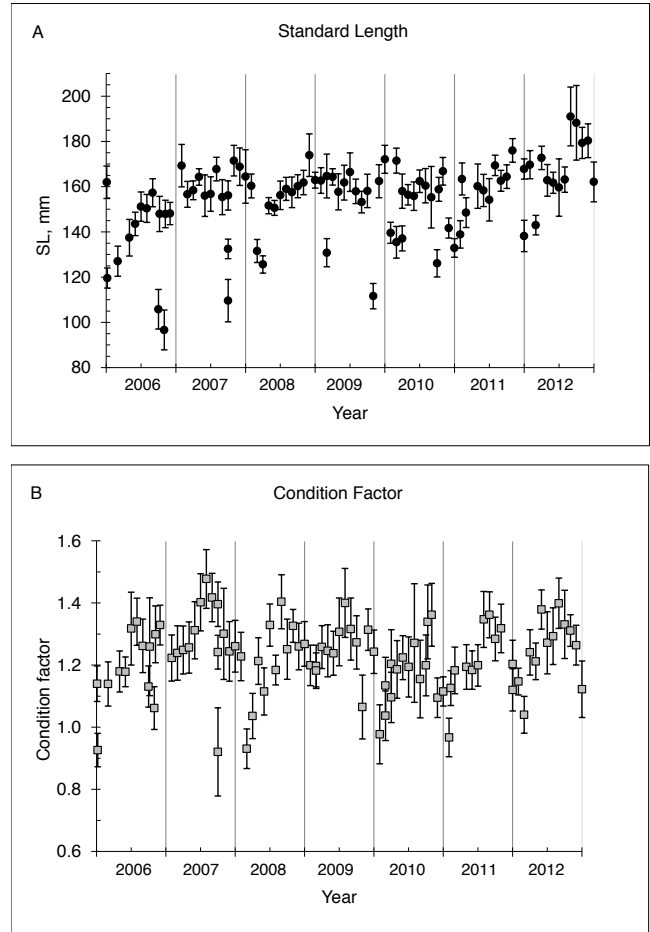 A
Standard Length
200
180
160
140
120
100
80
SL, mm
2006 2007 2008 2009 2010 2011 2012
Year
B
Condition Factor
1.6
1.4
1.2
1.0
0.8
0.6
Condition factor
2006 2007 2008 2009 2010 2011 2012
Year